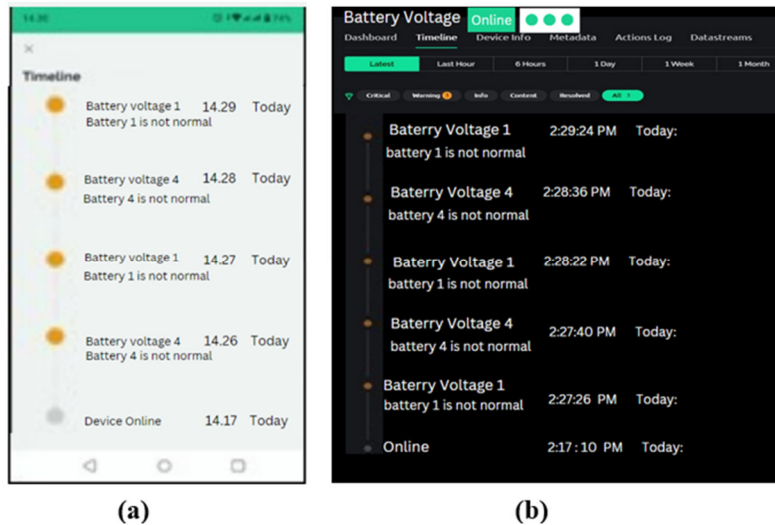 14.30 74%
Timeline
Battery voltage 1 14.29 Today
Battery 1 is not normal
Battery voltage 4 14.28 Today
Battery 4 is not normal
Battery voltage 1 14.27 Today
Battery 1 is not normal
Battery voltage 4 14.26 Today
Battery 4 is not normal
Device Online 14.17 Today
(a)
Battery Voltage Online
Dashboard Timeline Device Info Metadata Actions Log Datastreams
Latest Last Hour 6 Hours 1 Day 1 Week 1 Month
Critical Warning Info Content Resolved All
Baterry Voltage 1 2:29:24 PM Today:
battery 1 is not normal
Baterry Voltage 4 2:28:36 PM Today:
battery 4 is not normal
Baterry Voltage 1 2:28:22 PM Today:
battery 1 is not normal
Baterry Voltage 4 2:27:40 PM Today:
battery 4 is not normal
Baterry Voltage 1 2:27:26 PM Today:
battery 1 is not normal
Online 2:17:10 PM Today:
(b)